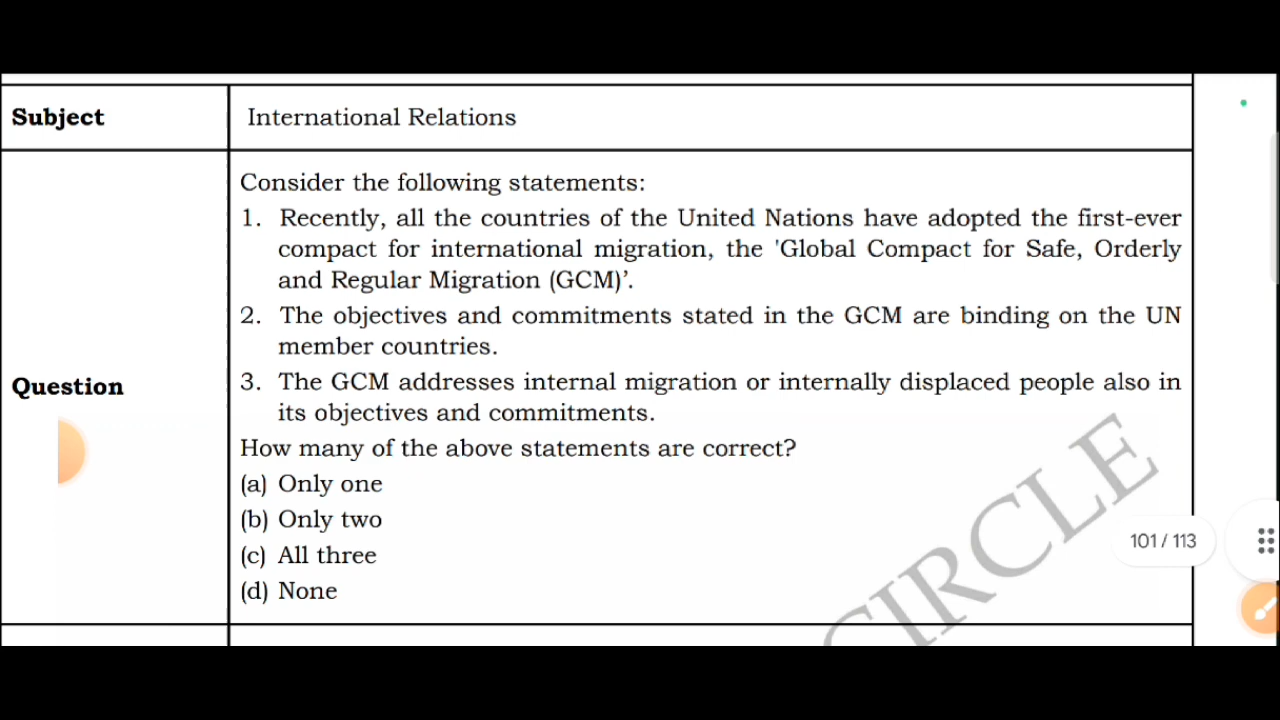 Subject
International Relations
Question
Consider the following statements:
1. Recently, all the countries of the United Nations have adopted the first-ever
compact for international migration, the 'Global Compact for Safe, Orderly
and Regular Migration (GCM)’.
2. The objectives and commitments stated in the GCM are binding on the UN
member countries.
3. The GCM addresses internal migration or internally displaced people also in
its objectives and commitments.
How many of the above statements are correct?
(a) Only one
(b) Only two
(c) All three
(d) None
CIRCLE
101 / 113